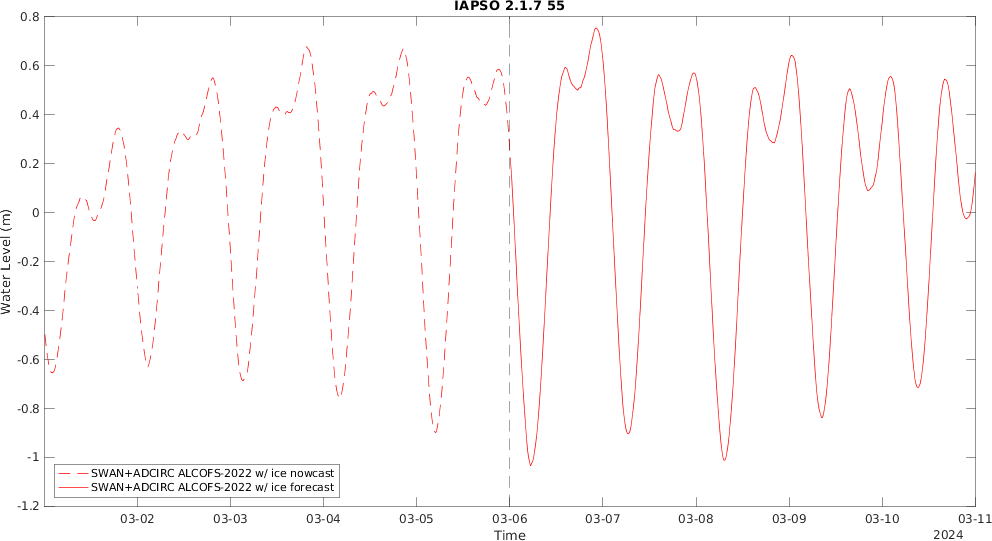 IAPSO 2.1.7 55
0.8
0.6
0.4
0.2
0
-0.2
-0.4
-0.6
-0.8
-1
-1.2
Water Level (m)
SWAN+ADCIRC ALCOFS-2022 w/ ice nowcast
SWAN+ADCIRC ALCOFS-2022 w/ ice forecast
03-02 03-03 03-04 03-05 03-06 03-07 03-08 03-09 03-10 03-11
Time
2024